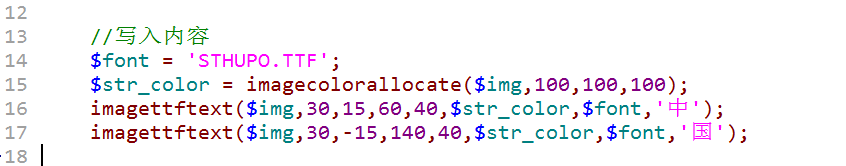 12
13 //写入内容
14 $font = 'STHUPO.TTF';
15 $str_color = imagecolorallocate($img,100,100,100);
16 imagettftext($img,30,15,60,40,$str_color,$font,'中');
17 imagettftext($img,30,-15,140,40,$str_color,$font,'国');
18